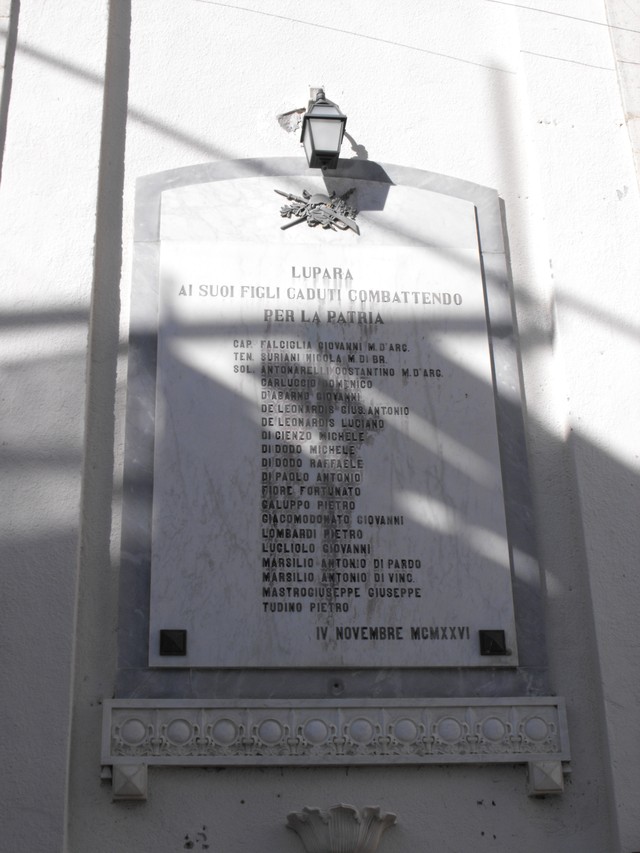 LUPARA
AI SUOI FIGLI CADUTI COMBATTENDO
PER LA PATRIA
CAP. FALCIGLIA GIOVANNI M. D'ARG.
TEN. SURIANI NICOLA M. DI BR.
SOL. ANTONARELLI COSTANTINO M. D'ARG.
CARLUCCIO DOMENICO
D'ABARNO GIOVANNI
DE LEONARDIS GIUS. ANTONIO
DE LEONARDIS LUCIANO
DI CIENZO MICHELE
DI DODO MICHELE
DI DODO RAFFAELE
DI PAOLO ANTONIO
FIORE FORTUNATO
GALUPPO PIETRO
GIACOMODONATO GIOVANNI
LOMBARDI PIETRO
LUGLIOLO GIOVANNI
MARSILIO ANTONIO DI PARDO
MARSILIO ANTONIO DI VINC.
MASTROGIUSEPPE GIUSEPPE
TUDINO PIETRO
IV NOVEMBRE MCMXXVI